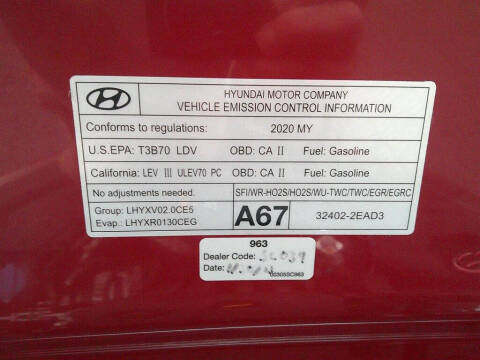 HYUNDAI MOTOR COMPANY
VEHICLE EMISSION CONTROL INFORMATION
Conforms to regulations: 2020 MY
U.S.EPA: T3B70 LDV OBD: CA II Fuel: Gasoline
California: LEV III ULEV70 PC OBD: CA II Fuel: Gasoline
No adjustments needed. SFI/WR-HO2S/HO2S/WU-TWC/TWC/EGR/EGRC
Group: LHYXV02.0CE5
Evap.: LHYXR0130CEG
A67 32402-2EAD3
963
Dealer Code: SC039
Date:
00305SC963